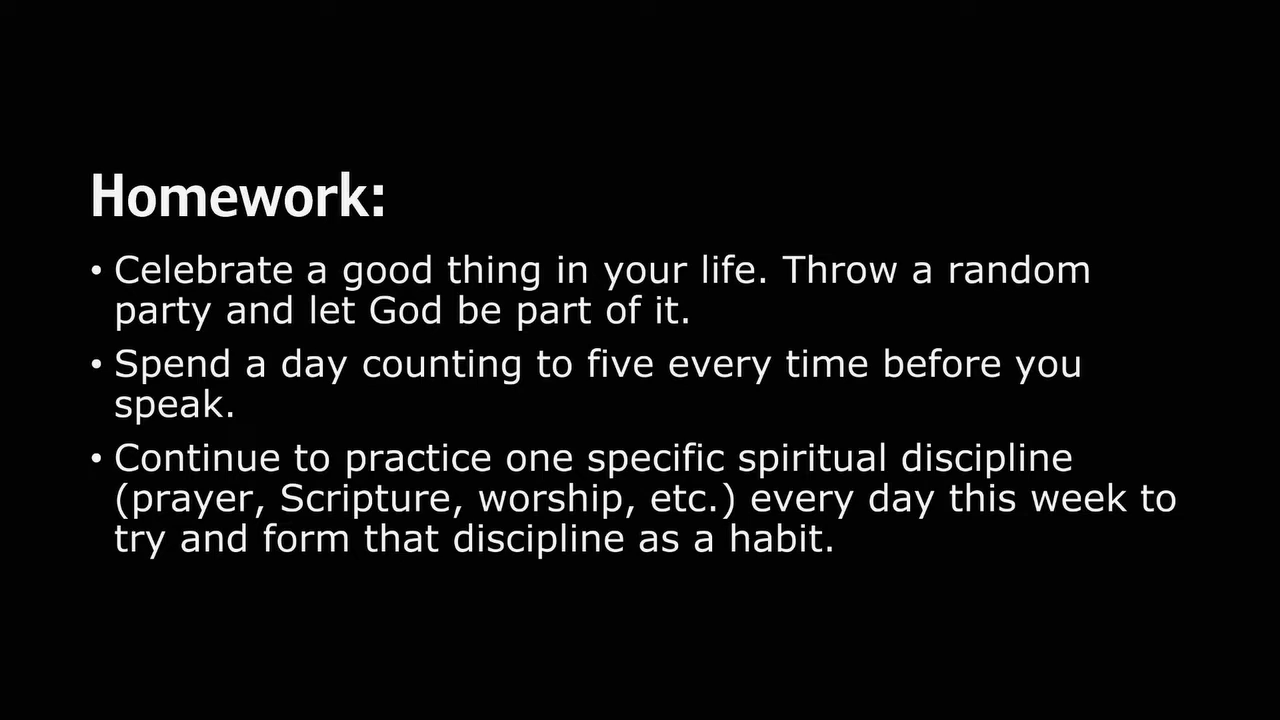 Homework:
• Celebrate a good thing in your life. Throw a random
party and let God be part of it.
• Spend a day counting to five every time before you
speak.
• Continue to practice one specific spiritual discipline
(prayer, Scripture, worship, etc.) every day this week to
try and form that discipline as a habit.